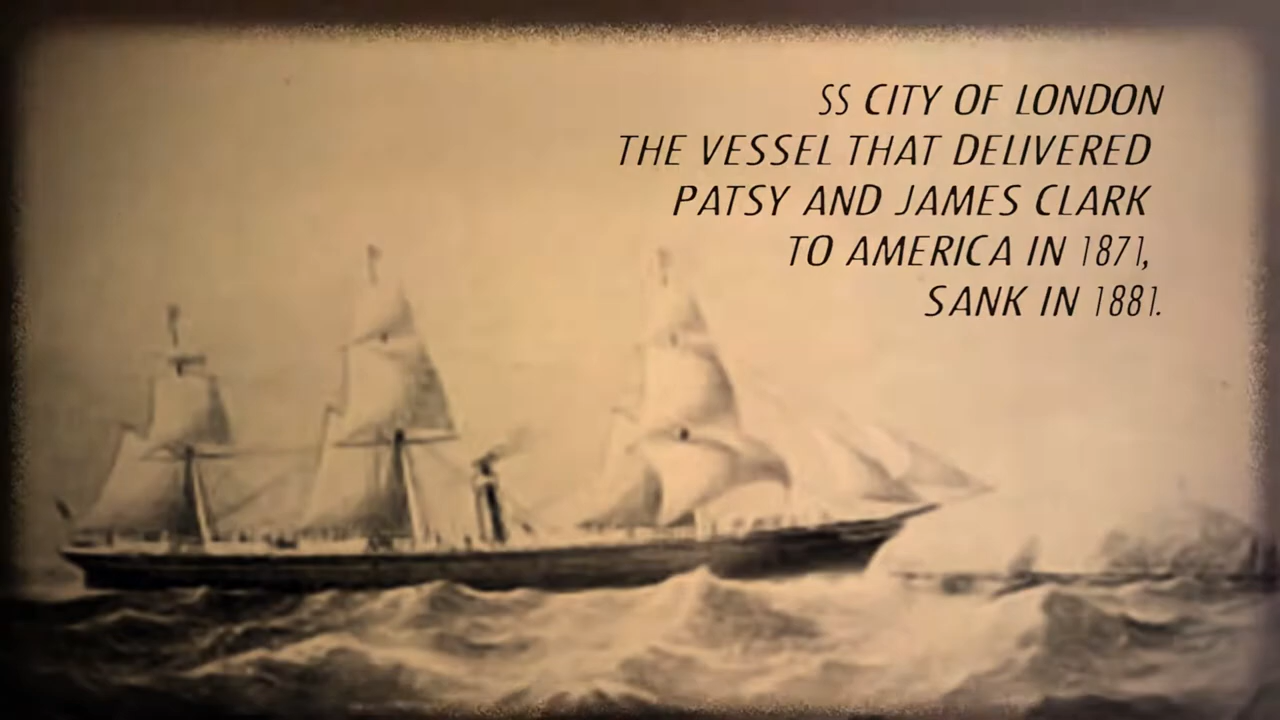 SS CITY OF LONDON
THE VESSEL THAT DELIVERED
PATSY AND JAMES CLARK
TO AMERICA IN 1871,
SANK IN 1881.